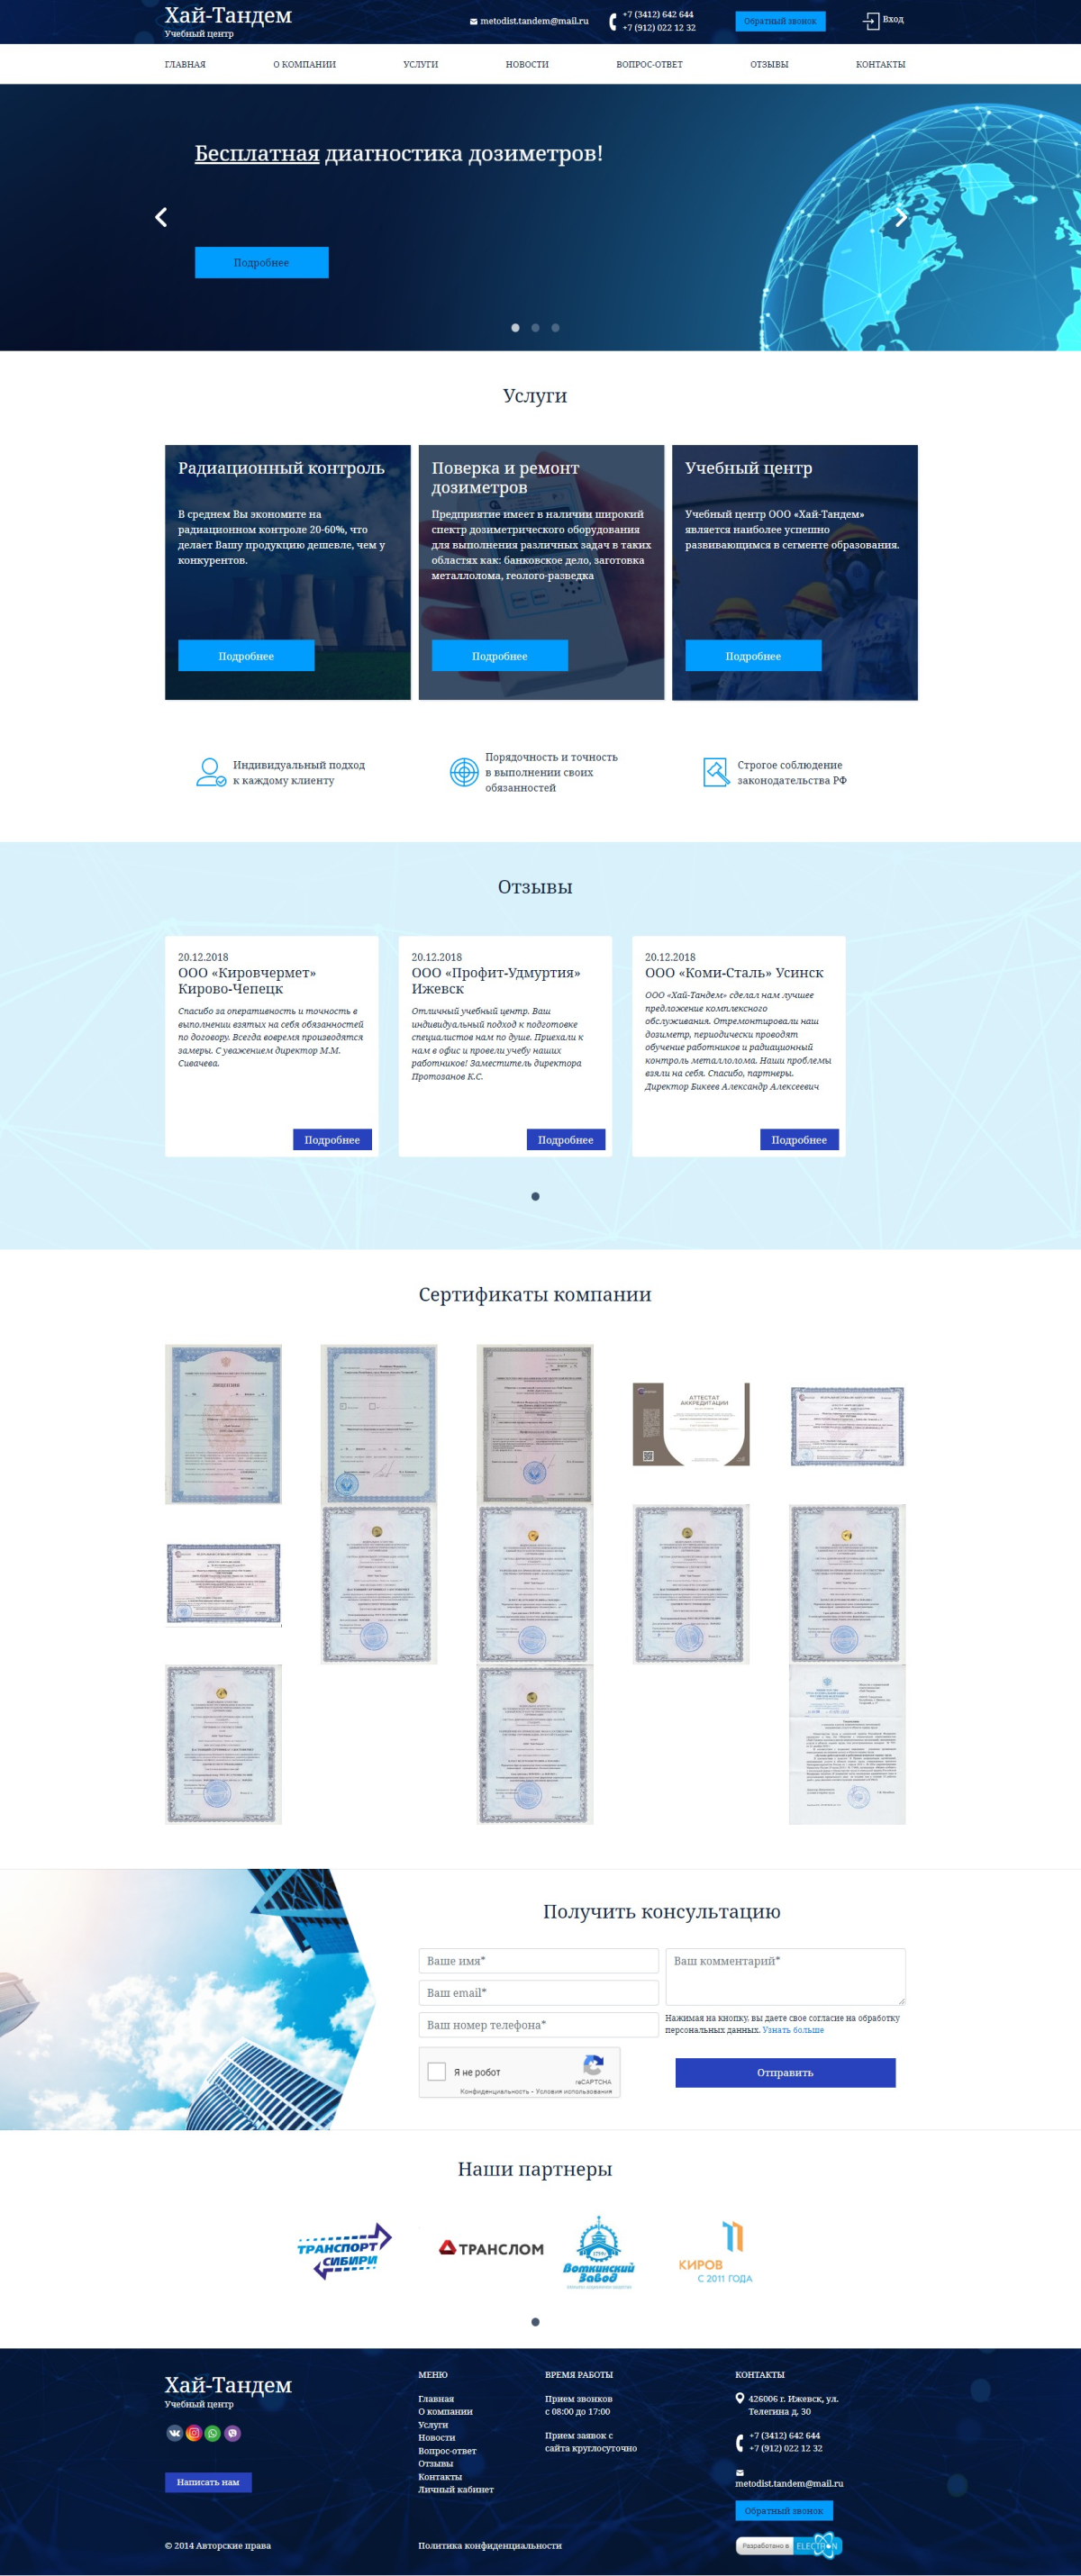 Хай-Тандем
Учебный центр
metodist.tandem@mail.ru
+7 (3412) 642 644
+7 (912) 022 12 32
Обратный звонок
Вход
ГЛАВНАЯ
О КОМПАНИИ
УСЛУГИ
НОВОСТИ
ВОПРОС-ОТВЕТ
ОТЗЫВЫ
КОНТАКТЫ
Бесплатная диагностика дозиметров!
Подробнее
Услуги
Радиационный контроль
В среднем Вы экономите на
радиационном контроле 20-60%, что
делает Вашу продукцию дешевле, чем у
конкурентов.
Подробнее
Поверка и ремонт
дозиметров
Предприятие имеет в наличии широкий
спектр дозиметрического оборудования
для выполнения различных задач в таких
областях как: банковское дело, заготовка
металлолома, геолого-разведка
Подробнее
Учебный центр
Учебный центр ООО «Хай-Тандем»
является наиболее успешно
развивающимся в сегменте образования.
Подробнее
Индивидуальный подход
к каждому клиенту
Порядочность и точность
в выполнении своих
обязанностей
Строгое соблюдение
законодательства РФ
Отзывы
20.12.2018
ООО «Кировчермет»
Кирово-Чепецк
Спасибо за оперативность и точность в
выполнении взятых на себя обязанностей
по договору. Всегда вовремя производятся
замеры. С уважением директор М.М.
Сивачева.
Подробнее
20.12.2018
ООО «Профит-Удмуртия»
Ижевск
Отличный учебный центр. Ваш
индивидуальный подход к подготовке
специалистов нам по душе. Приехали к
нам в офис и провели учебу наших
работников! Заместитель директора
Протозанов К.С.
Подробнее
20.12.2018
ООО «Коми-Сталь» Усинск
ООО «Хай-Тандем» сделал нам лучшее
предложение комплексного
обслуживания. Отремонтировали наш
дозиметр, периодически проводят
обучение работников и радиационный
контроль металлолома. Наши проблемы
взяли на себя. Спасибо, партнеры.
Директор Бикеев Александр Алексеевич
Подробнее
Сертификаты компании
ЛИЦЕНЗИЯ
АТТЕСТАТ
АККРЕДИТАЦИИ
Получить консультацию
Ваше имя*
Ваш email*
Ваш номер телефона*
Ваш комментарий*
Нажимая на кнопку, вы даете свое согласие на обработку
персональных данных. Узнать больше
Я не робот
reCAPTCHA
Конфиденциальность - Условия использования
Отправить
Наши партнеры
ТРАНСПОРТ
СИБИРИ
ТРАНСЛОМ
1759
Воткинский
Завод
КИРОВ
С 2011 ГОДА
Хай-Тандем
Учебный центр
Написать нам
© 2014 Авторские права
МЕНЮ
Главная
О компании
Услуги
Новости
Вопрос-ответ
Отзывы
Контакты
Личный кабинет
Политика конфиденциальности
ВРЕМЯ РАБОТЫ
Прием звонков
с 08:00 до 17:00
Прием заявок с
сайта круглосуточно
КОНТАКТЫ
426006 г. Ижевск, ул.
Телегина д. 30
+7 (3412) 642 644
+7 (912) 022 12 32
metodist.tandem@mail.ru
Обратный звонок
Разработано в ELECTRON